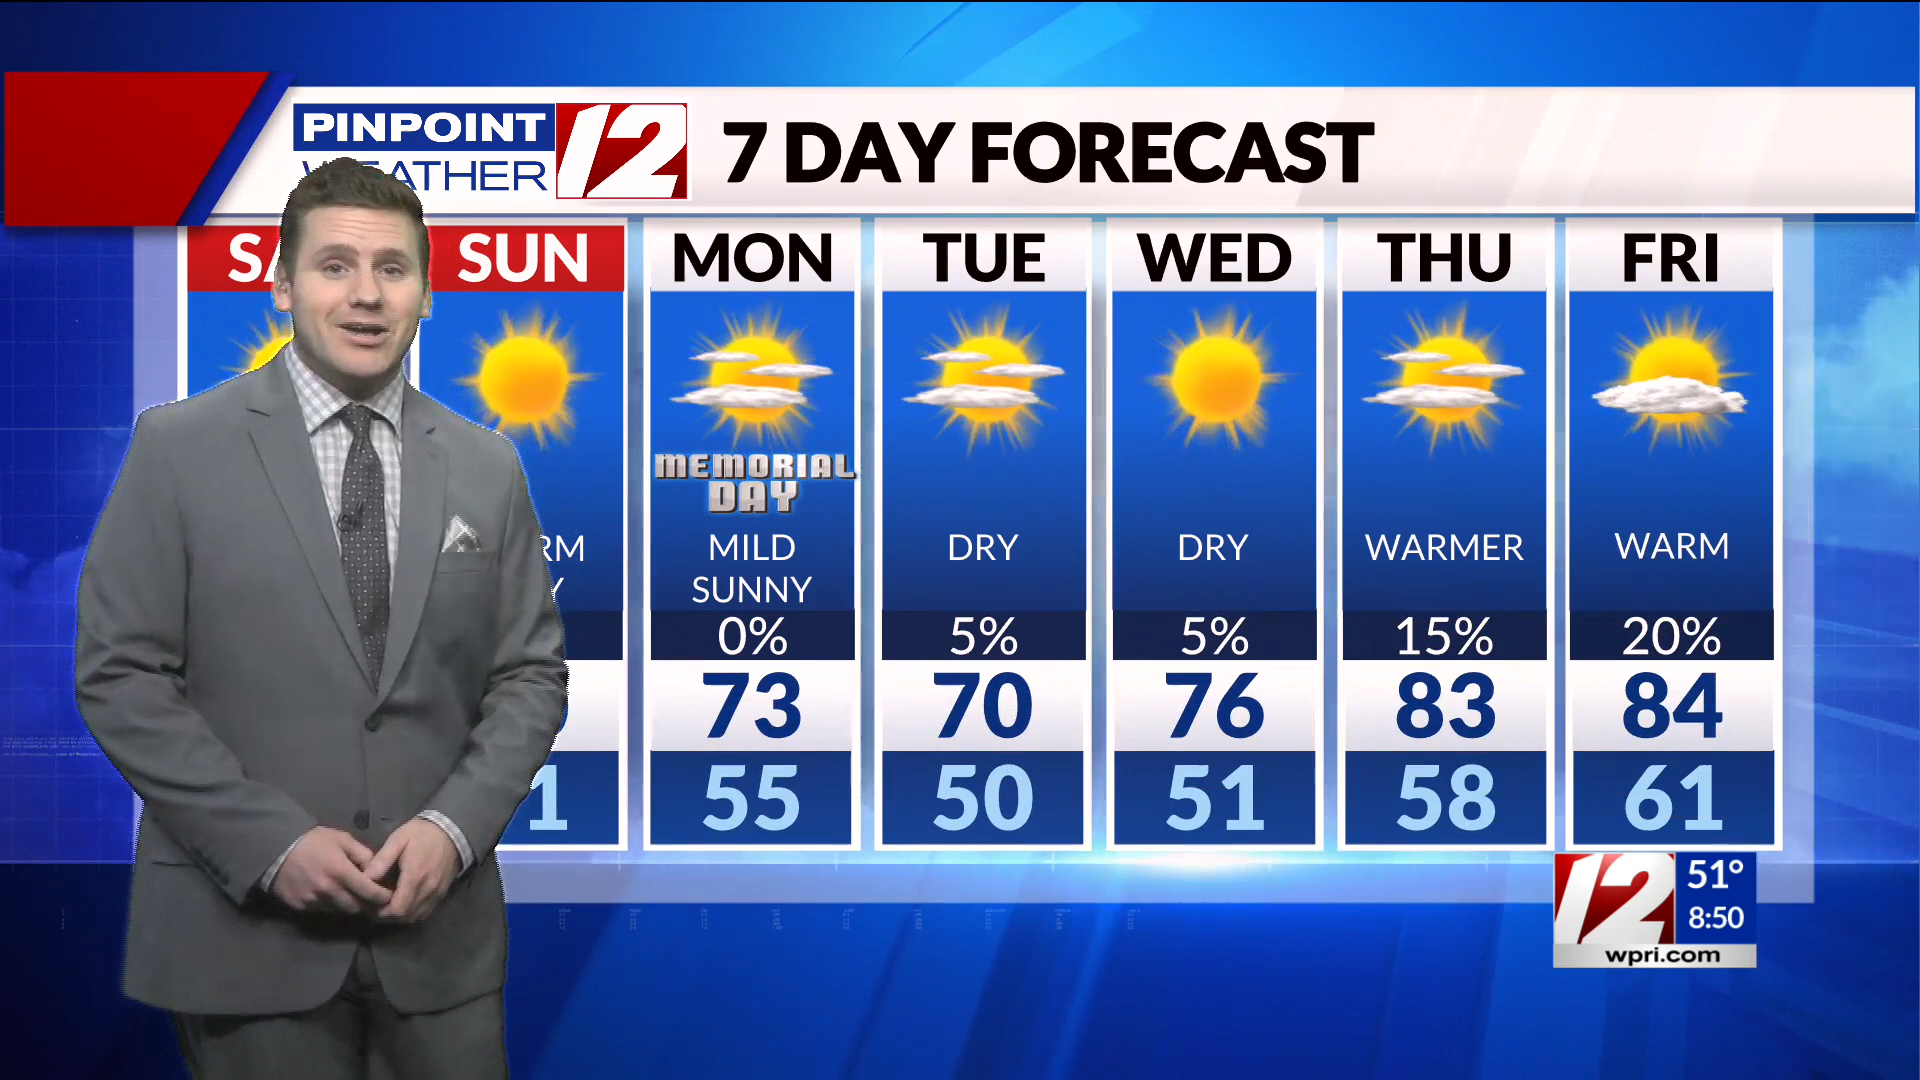 PINPOINT
WEATHER 12
7 DAY FORECAST
SUN MON TUE WED THU FRI
MEMORIAL
DAY
MILD DRY DRY WARMER WARM
SUNNY
0% 5% 5% 15% 20%
73 70 76 83 84
55 50 51 58 61
12
51°
8:50
wpri.com